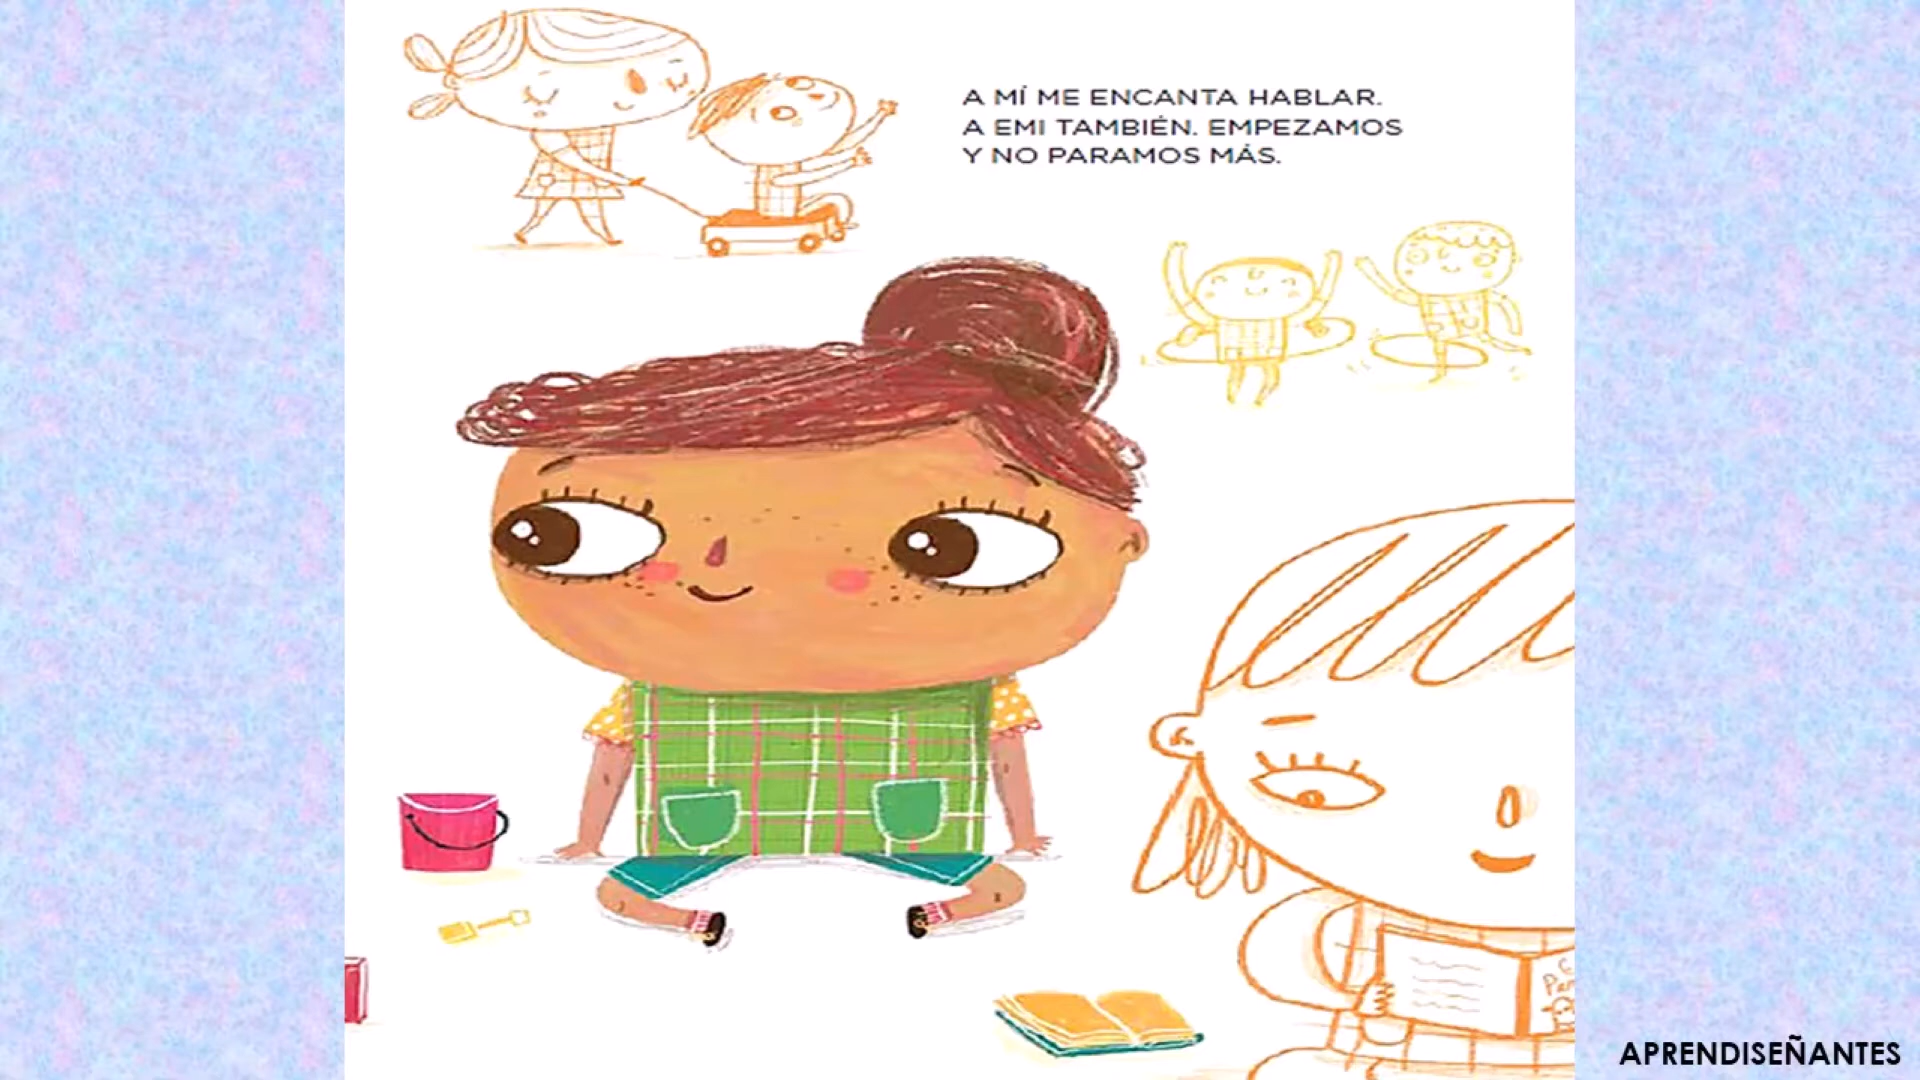 A MÍ ME ENCANTA HABLAR.
A EMI TAMBIÉN. EMPEZAMOS
Y NO PARAMOS MÁS.
APRENDISEÑANTES